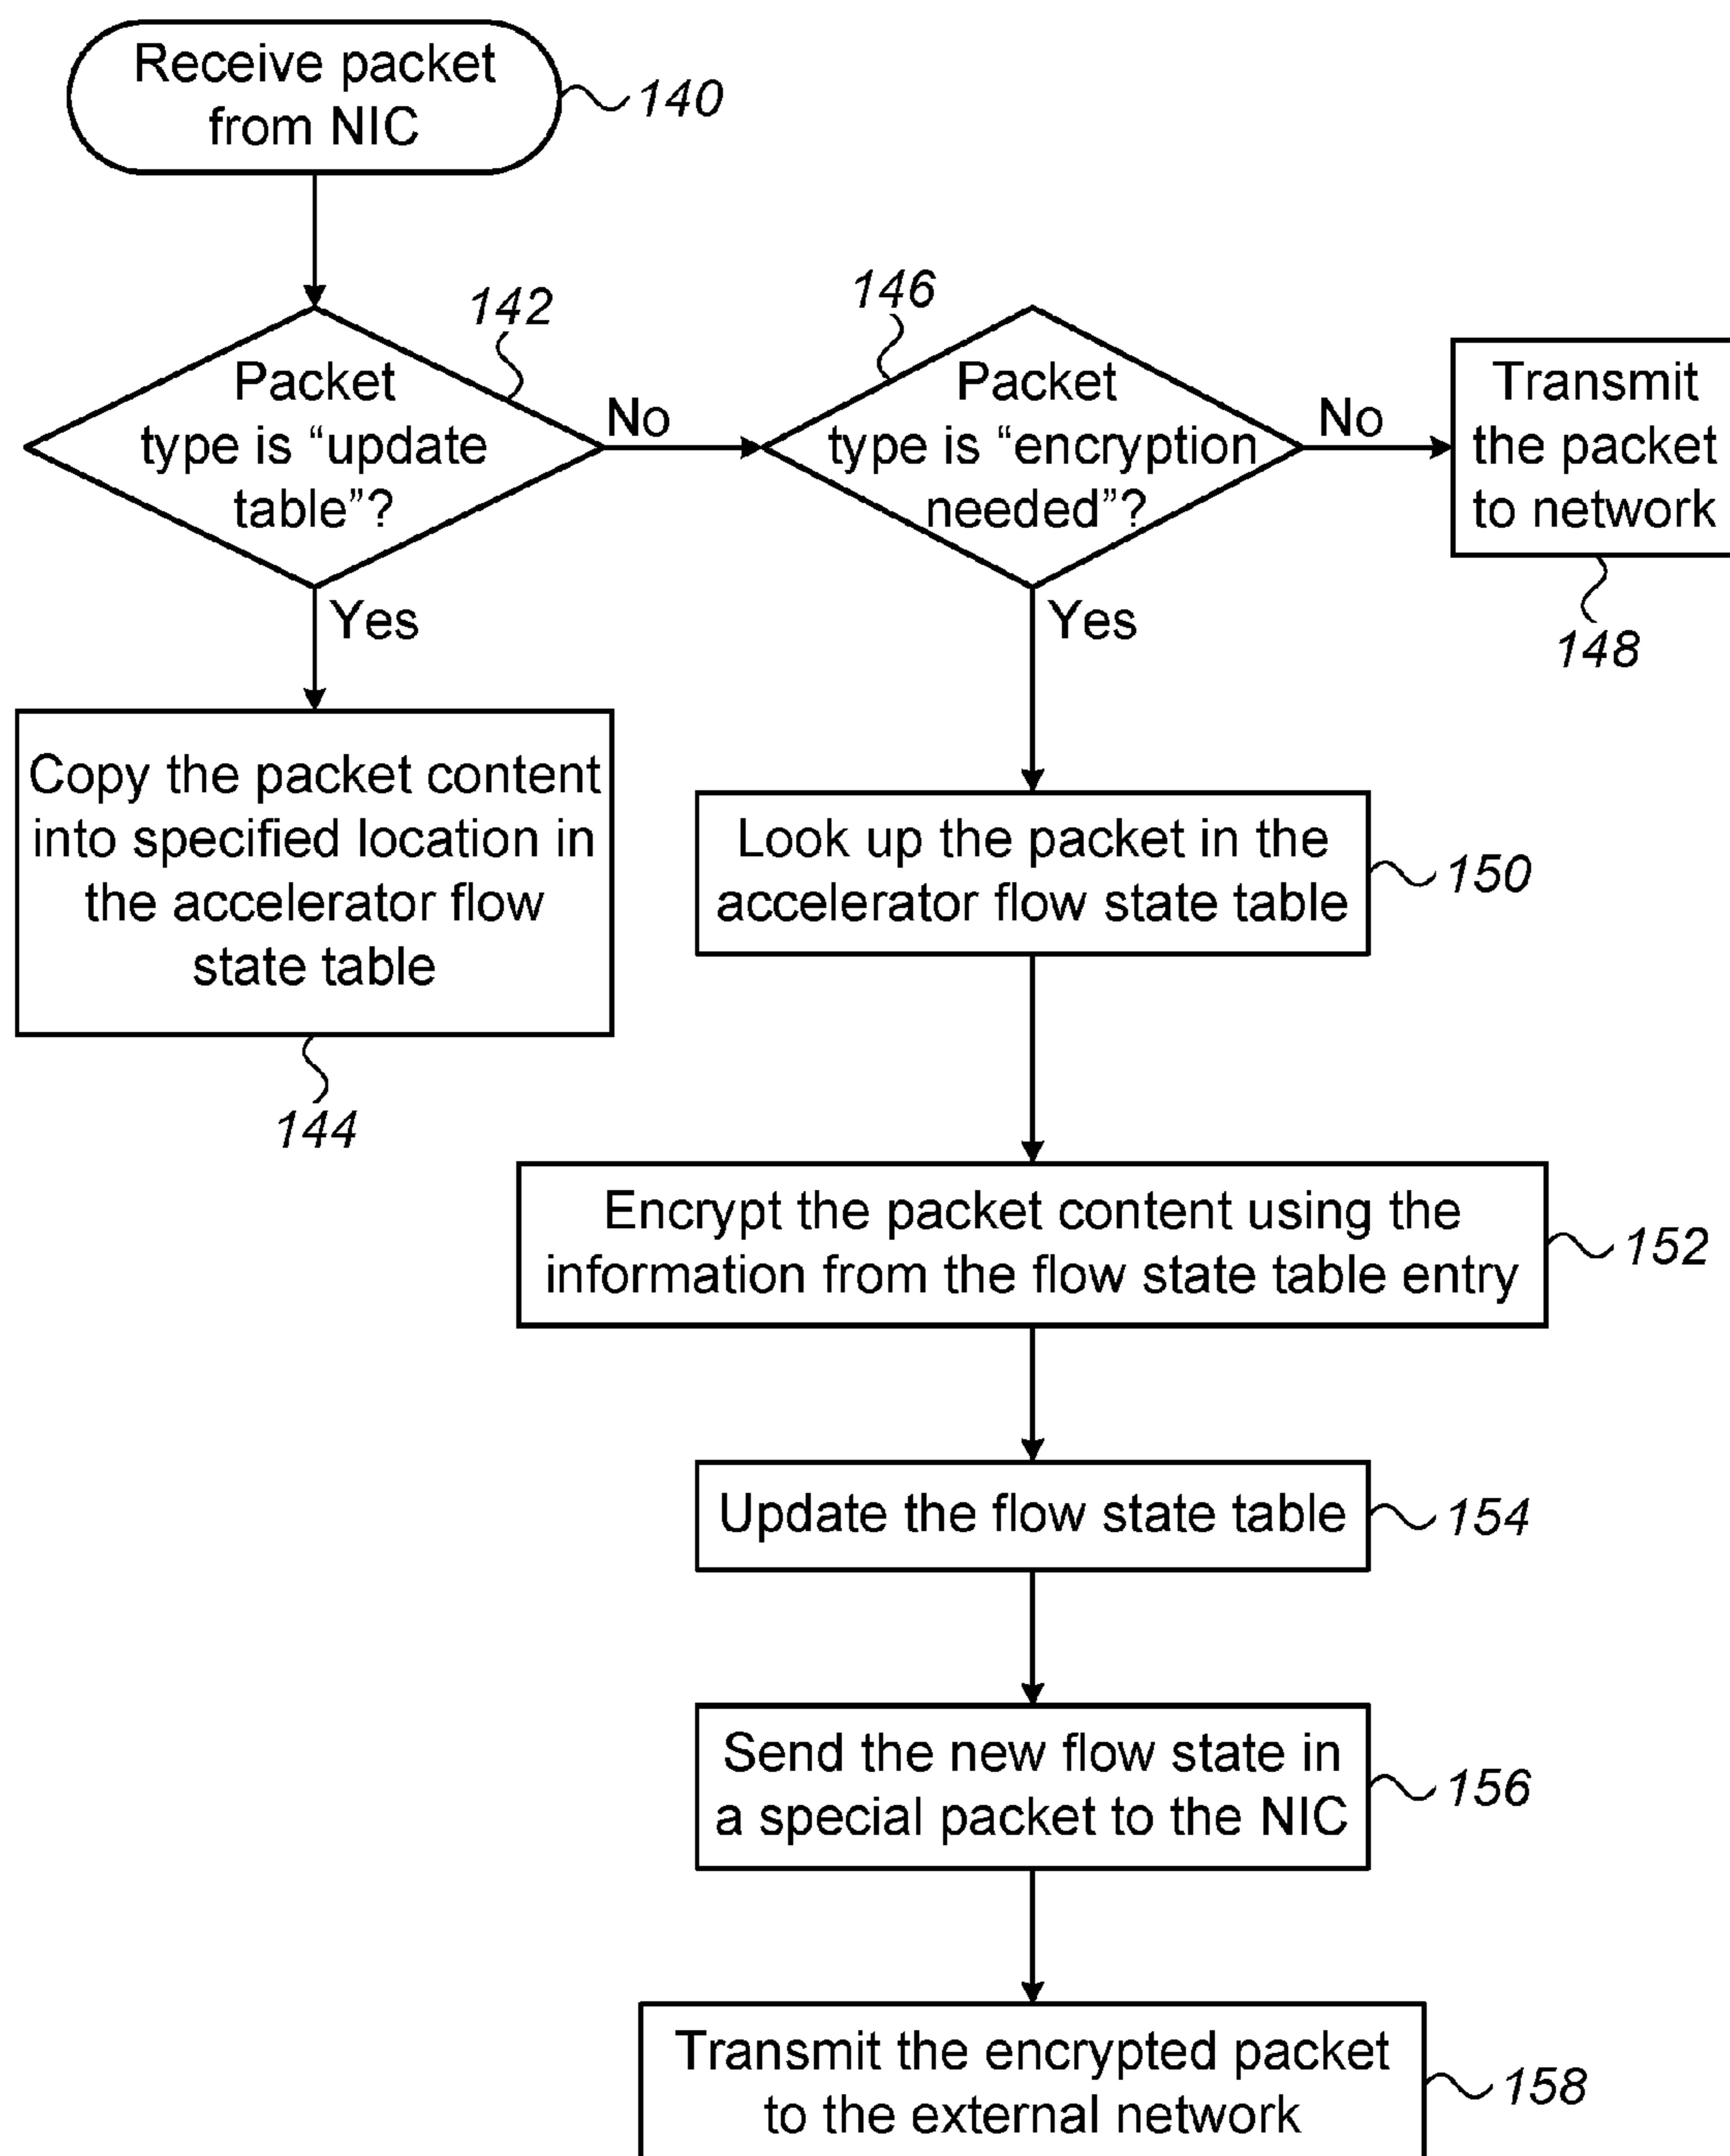 Receive packet
from NIC
140
142
Packet
type is “update
table”?
No
Yes
146
Packet
type is “encryption
needed”?
No
Yes
Transmit
the packet
to network
148
Copy the packet content
into specified location in
the accelerator flow
state table
144
Look up the packet in the
accelerator flow state table
150
Encrypt the packet content using the
information from the flow state table entry
152
Update the flow state table
154
Send the new flow state in
a special packet to the NIC
156
Transmit the encrypted packet
to the external network
158